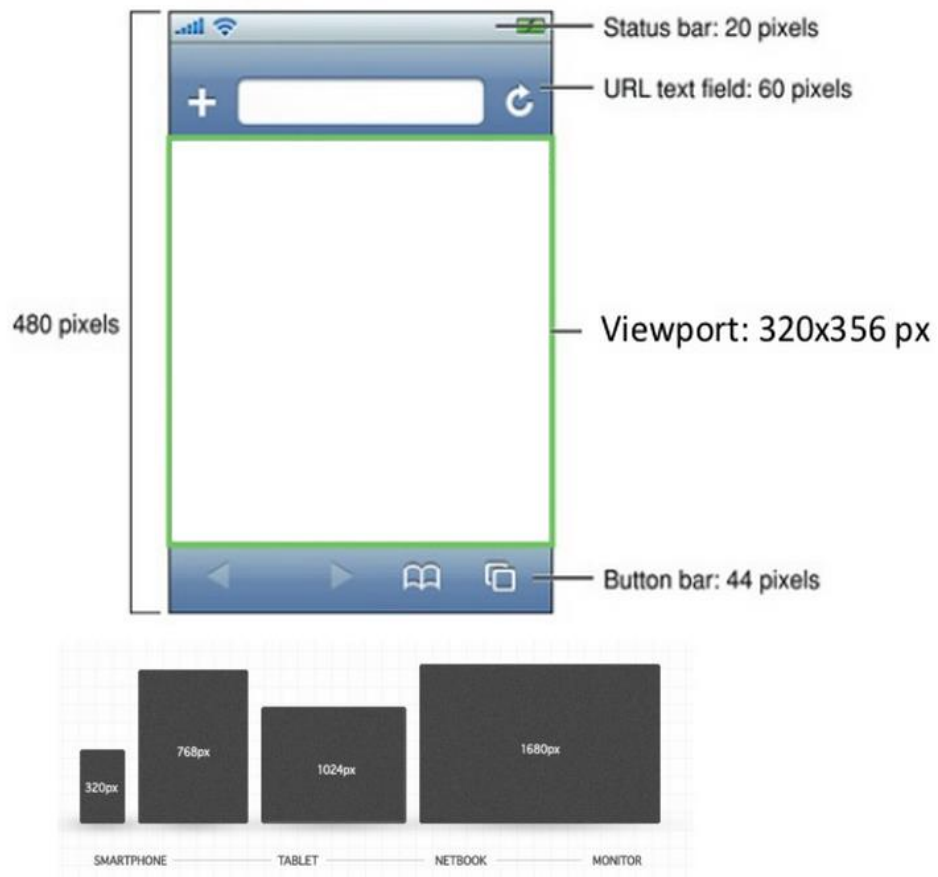 Status bar: 20 pixels
URL text field: 60 pixels
480 pixels
Viewport: 320x356 px
Button bar: 44 pixels
320px
768px
1024px
1680px
SMARTPHONE
TABLET
NETBOOK
MONITOR